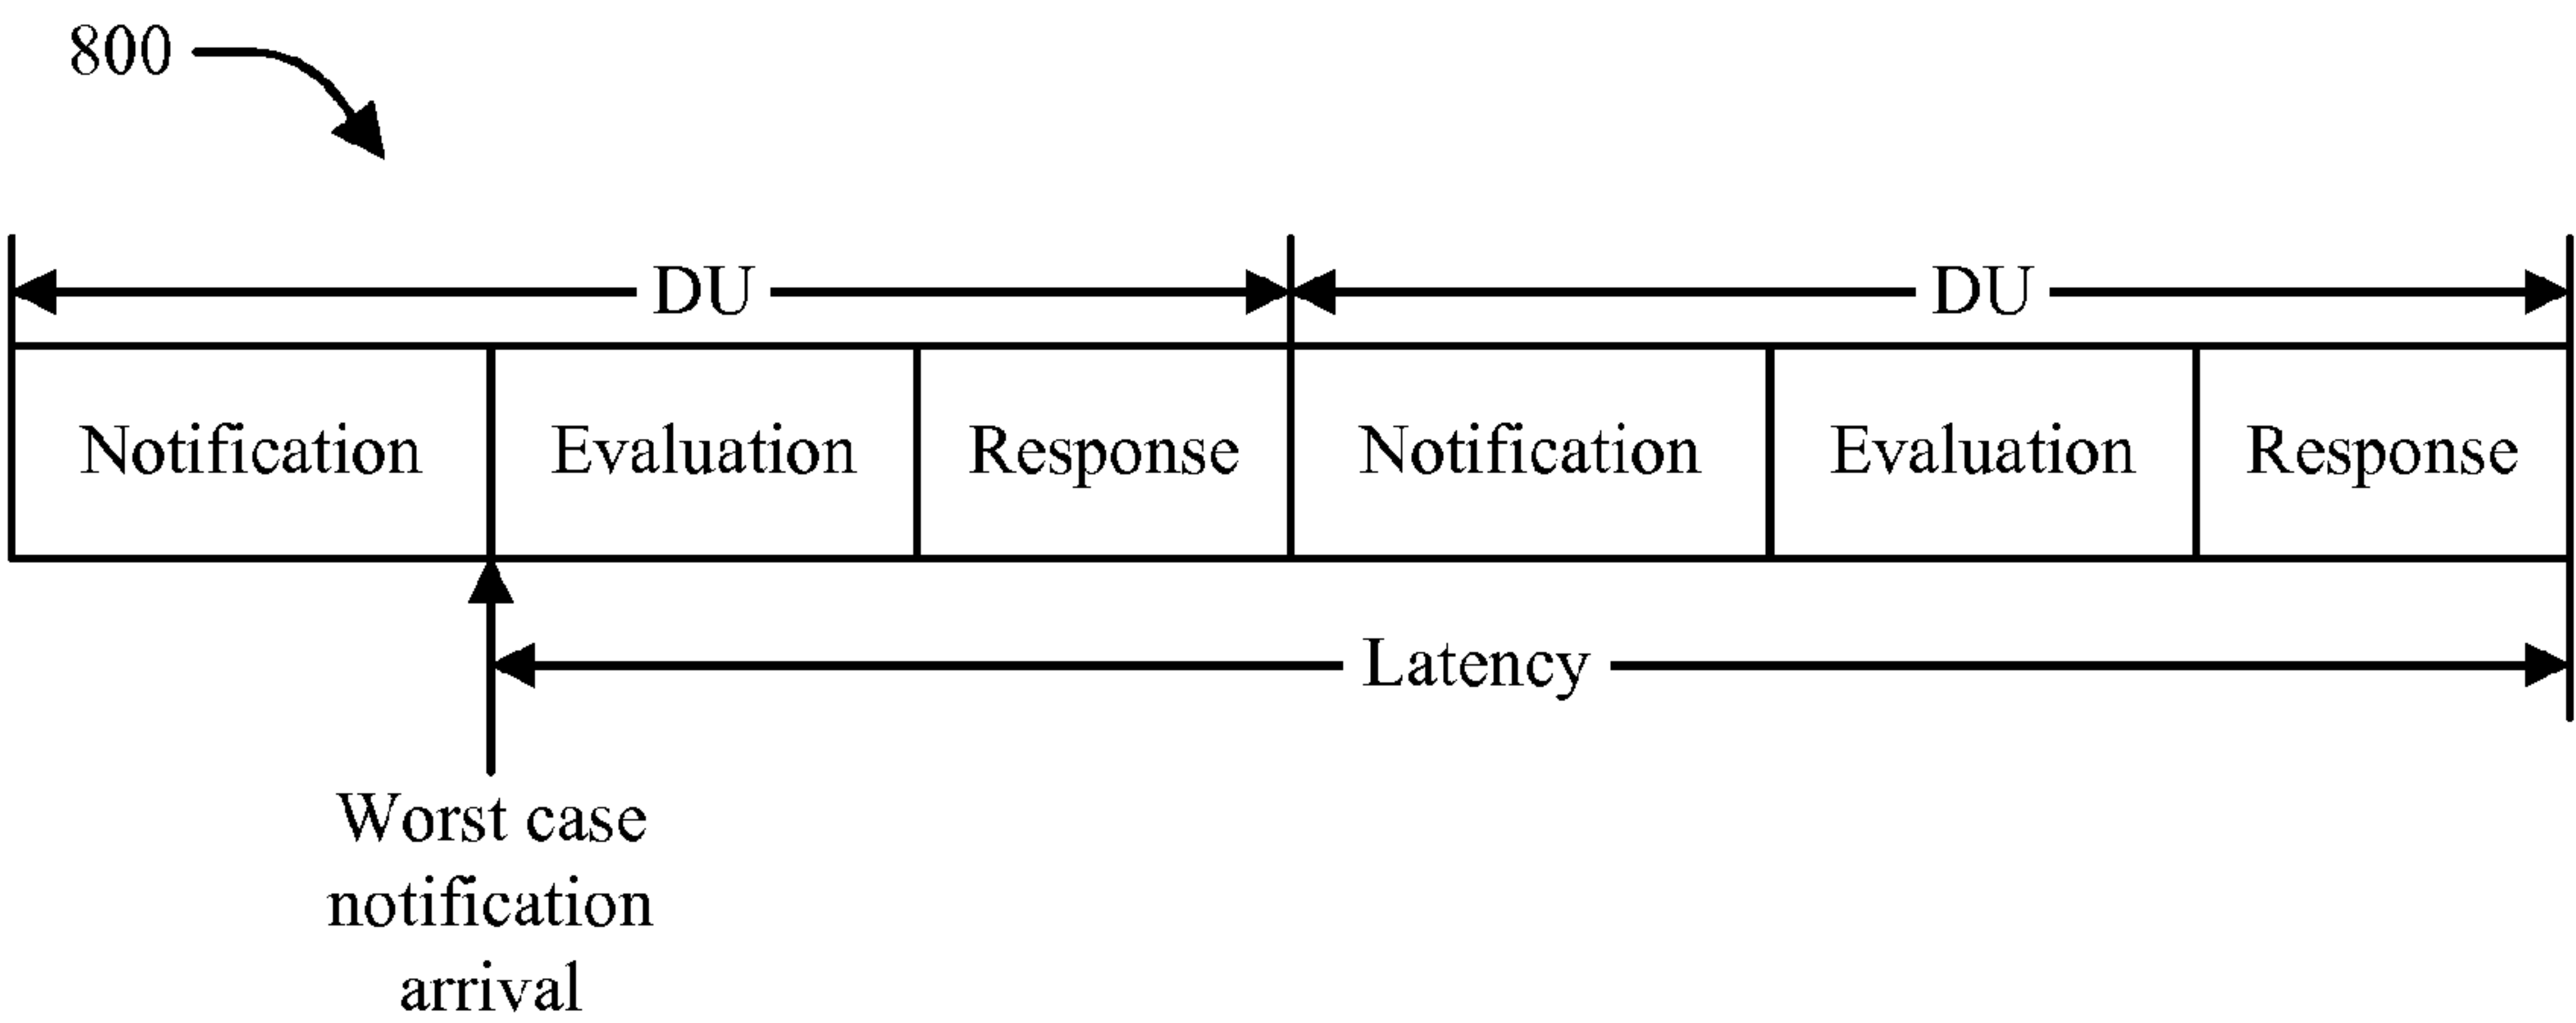 800
DU DU
Notification Evaluation Response Notification Evaluation Response
Latency
Worst case
notification
arrival